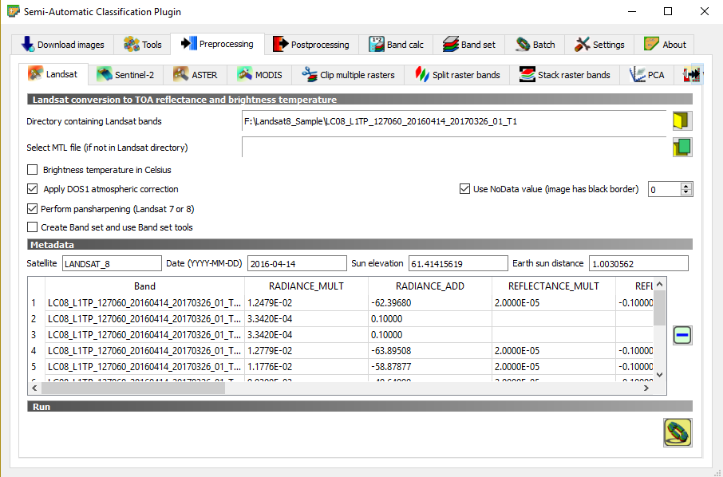 Semi-Automatic Classification Plugin
Download images Tools Preprocessing Postprocessing Band calc Band set Batch Settings About
Landsat Sentinel-2 ASTER MODIS Clip multiple rasters Split raster bands Stack raster bands PCA
Landsat conversion to TOA reflectance and brightness temperature
Directory containing Landsat bands F:\Landsat8_Sample\LC08_L1TP_127060_20160414_20170326_01_T1
Select MTL file (if not in Landsat directory)
Brightness temperature in Celsius
Apply DOS1 atmospheric correction Use NoData value (image has black border) 0
Perform pansharpening (Landsat 7 or 8)
Create Band set and use Band set tools
Metadata
Satellite LANDSAT_8 Date (YYYY-MM-DD) 2016-04-14 Sun elevation 61.41415619 Earth sun distance 1.0030562
Band RADIANCE_MULT RADIANCE_ADD REFLECTANCE_MULT REFL
1 LC08_L1TP_127060_20160414_20170326_01_T... 1.2479E-02 -62.39680 2.0000E-05 -0.10000
2 LC08_L1TP_127060_20160414_20170326_01_T... 3.3420E-04 0.10000
3 LC08_L1TP_127060_20160414_20170326_01_T... 3.3420E-04 0.10000
4 LC08_L1TP_127060_20160414_20170326_01_T... 1.2779E-02 -63.89508 2.0000E-05 -0.10000
5 LC08_L1TP_127060_20160414_20170326_01_T... 1.1776E-02 -58.87877 2.0000E-05 -0.10000
Run